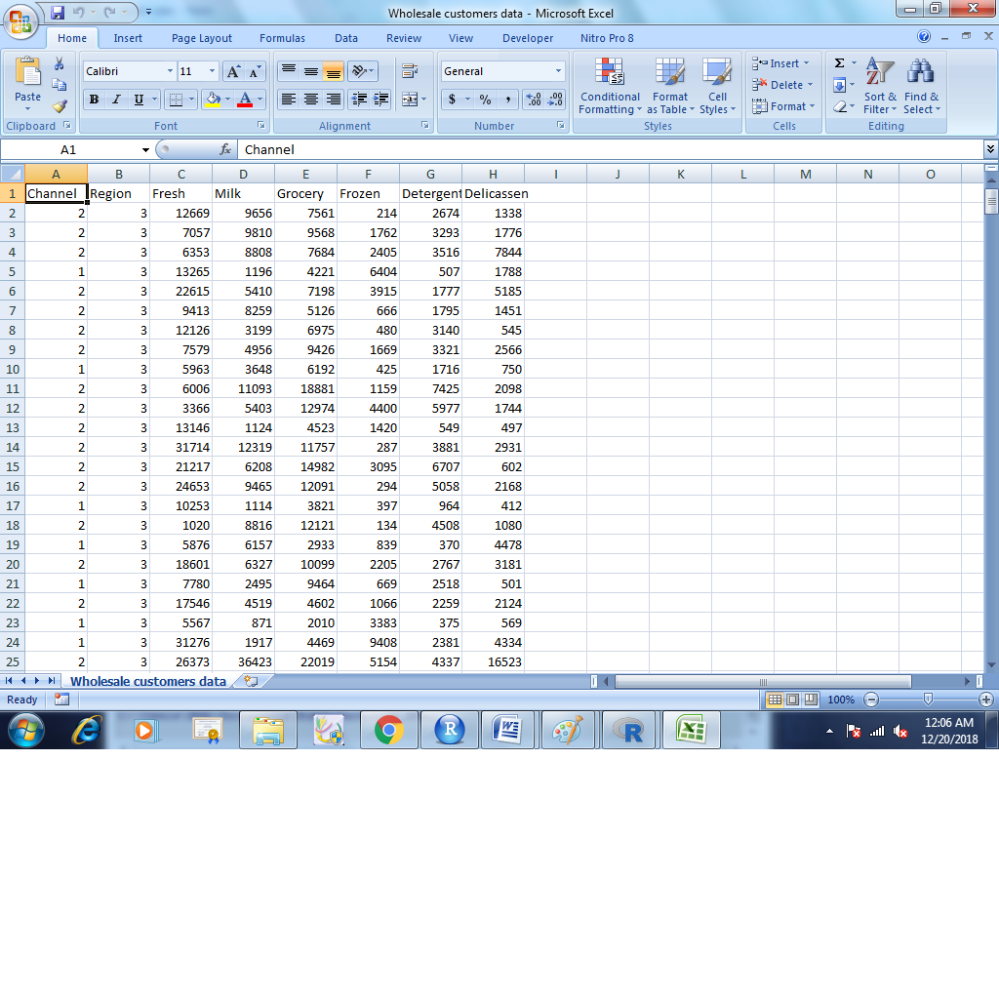 Wholesale customers data - Microsoft Excel
Home Insert Page Layout Formulas Data Review View Developer Nitro Pro 8
Paste Calibri 11 A A General Conditional Formatting Format as Table Cell Styles Insert Delete Format Σ Sort & Filter Find & Select
B I U A $ % , .0 .00 .00 .0
Clipboard Font Alignment Number Styles Cells Editing
A1 fx Channel
A B C D E F G H I J K L M N O
1 Channel Region Fresh Milk Grocery Frozen Detergent Delicassen
2 2 3 12669 9656 7561 214 2674 1338
3 2 3 7057 9810 9568 1762 3293 1776
4 2 3 6353 8808 7684 2405 3516 7844
5 1 3 13265 1196 4221 6404 507 1788
6 2 3 22615 5410 7198 3915 1777 5185
7 2 3 9413 8259 5126 666 1795 1451
8 2 3 12126 3199 6975 480 3140 545
9 2 3 7579 4956 9426 1669 3321 2566
10 1 3 5963 3648 6192 425 1716 750
11 2 3 6006 11093 18881 1159 7425 2098
12 2 3 3366 5403 12974 4400 5977 1744
13 2 3 13146 1124 4523 1420 549 497
14 2 3 31714 12319 11757 287 3881 2931
15 2 3 21217 6208 14982 3095 6707 602
16 2 3 24653 9465 12091 294 5058 2168
17 1 3 10253 1114 3821 397 964 412
18 2 3 1020 8816 12121 134 4508 1080
19 1 3 5876 6157 2933 839 370 4478
20 2 3 18601 6327 10099 2205 2767 3181
21 1 3 7780 2495 9464 669 2518 501
22 2 3 17546 4519 4602 1066 2259 2124
23 1 3 5567 871 2010 3383 375 569
24 1 3 31276 1917 4469 9408 2381 4334
25 2 3 26373 36423 22019 5154 4337 16523
Wholesale customers data
Ready 100%
12:06 AM
12/20/2018